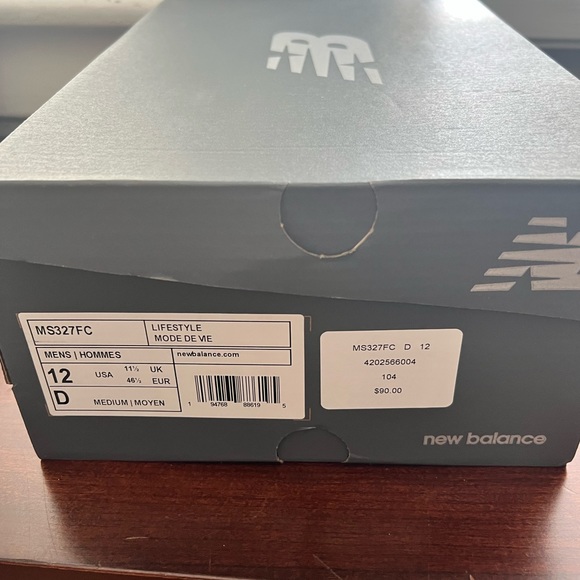 MS327FC
LIFESTYLE
MODE DE VIE
MENS | HOMMES
newbalance.com
12 USA 11½ UK
46½ EUR
D MEDIUM | MOYEN
1 94768 88619 5
MS327FC D 12
4202566004
104
$90.00
new balance